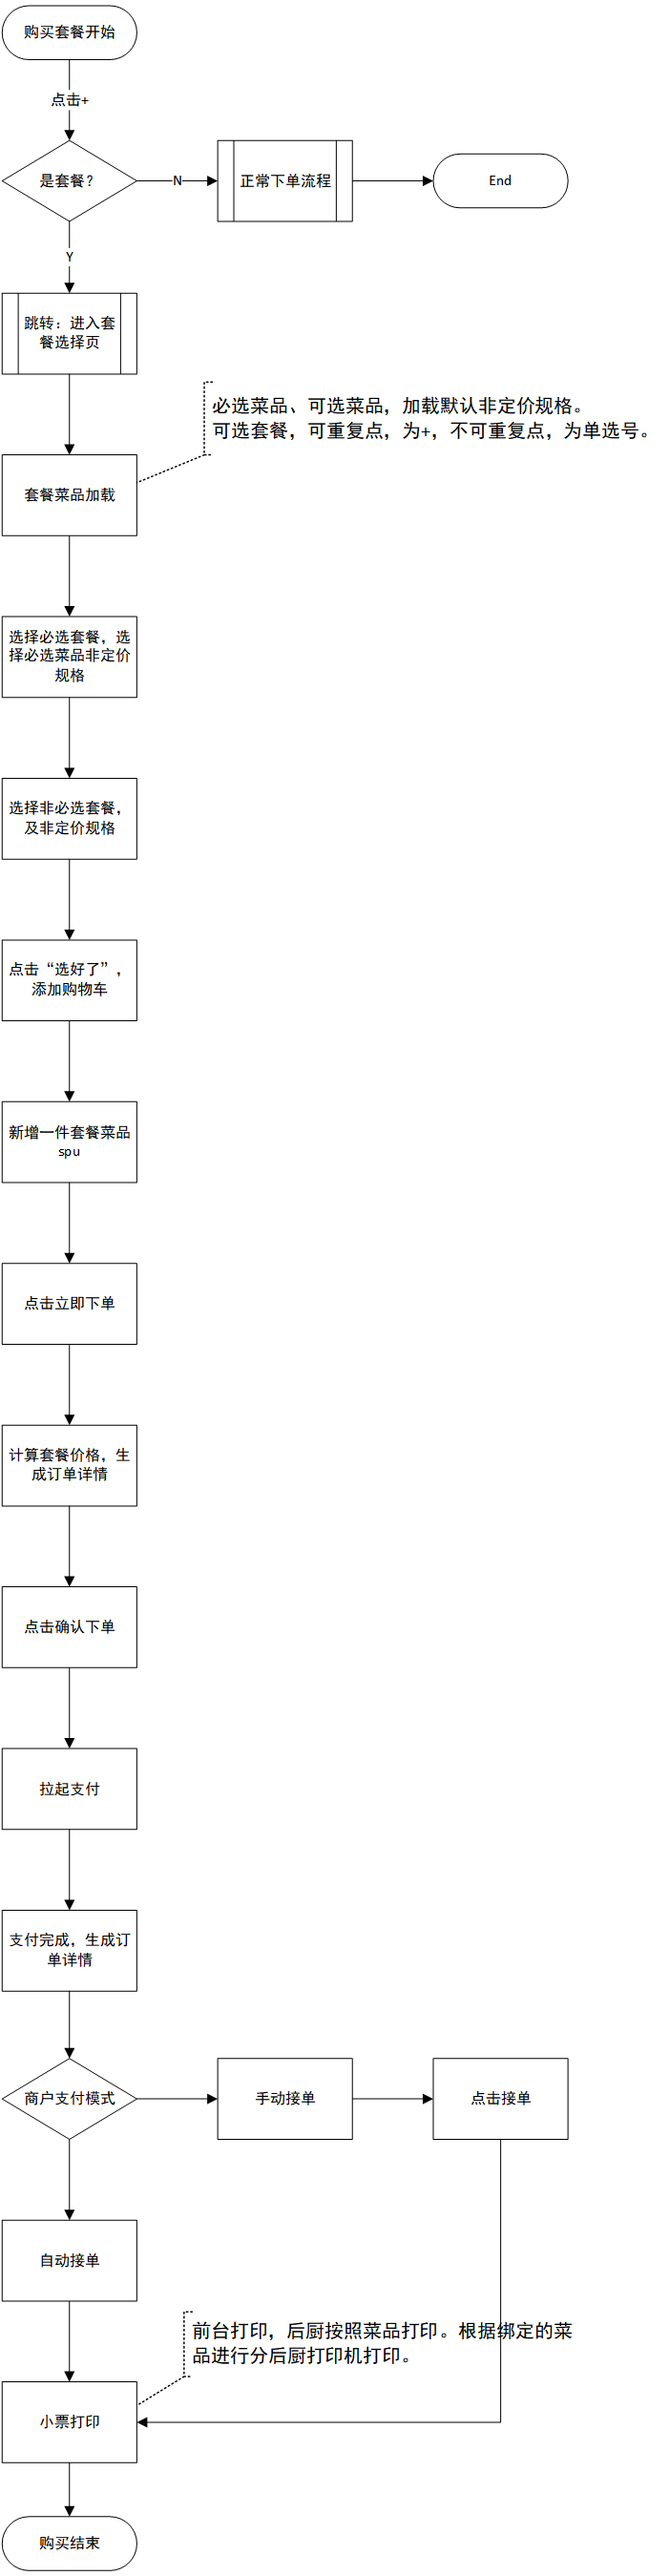 购买套餐开始
点击+
是套餐？
N
正常下单流程
End
Y
跳转：进入套
餐选择页
必选菜品、可选菜品，加载默认非定价规格。
可选套餐，可重复点，为+，不可重复点，为单选号。
套餐菜品加载
选择必选套餐，选
择必选菜品非定价
规格
选择非必选套餐，
及非定价规格
点击“选好了”，
添加购物车
新增一件套餐菜品
spu
点击立即下单
计算套餐价格，生
成订单详情
点击确认下单
拉起支付
支付完成，生成订
单详情
商户支付模式
手动接单
点击接单
自动接单
前台打印，后厨按照菜品打印。根据绑定的菜
品进行分后厨打印机打印。
小票打印
购买结束